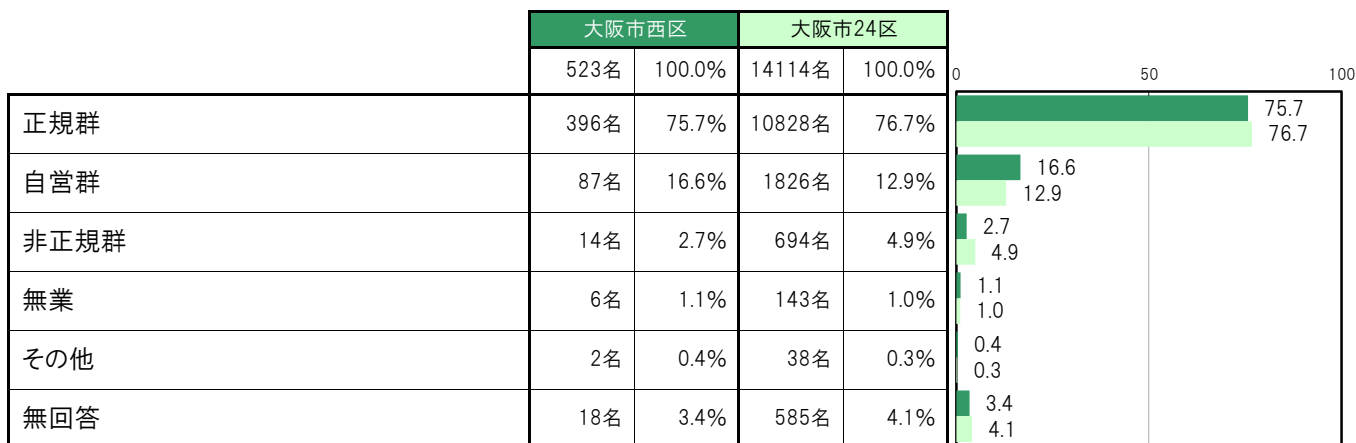 大阪市西区 大阪市24区
523名 100.0% 14114名 100.0% 0 50 100
正規群 396名 75.7% 10828名 76.7% 75.7
76.7
自営群 87名 16.6% 1826名 12.9% 16.6
12.9
非正規群 14名 2.7% 694名 4.9% 2.7
4.9
無業 6名 1.1% 143名 1.0% 1.1
1.0
その他 2名 0.4% 38名 0.3% 0.4
0.3
無回答 18名 3.4% 585名 4.1% 3.4
4.1